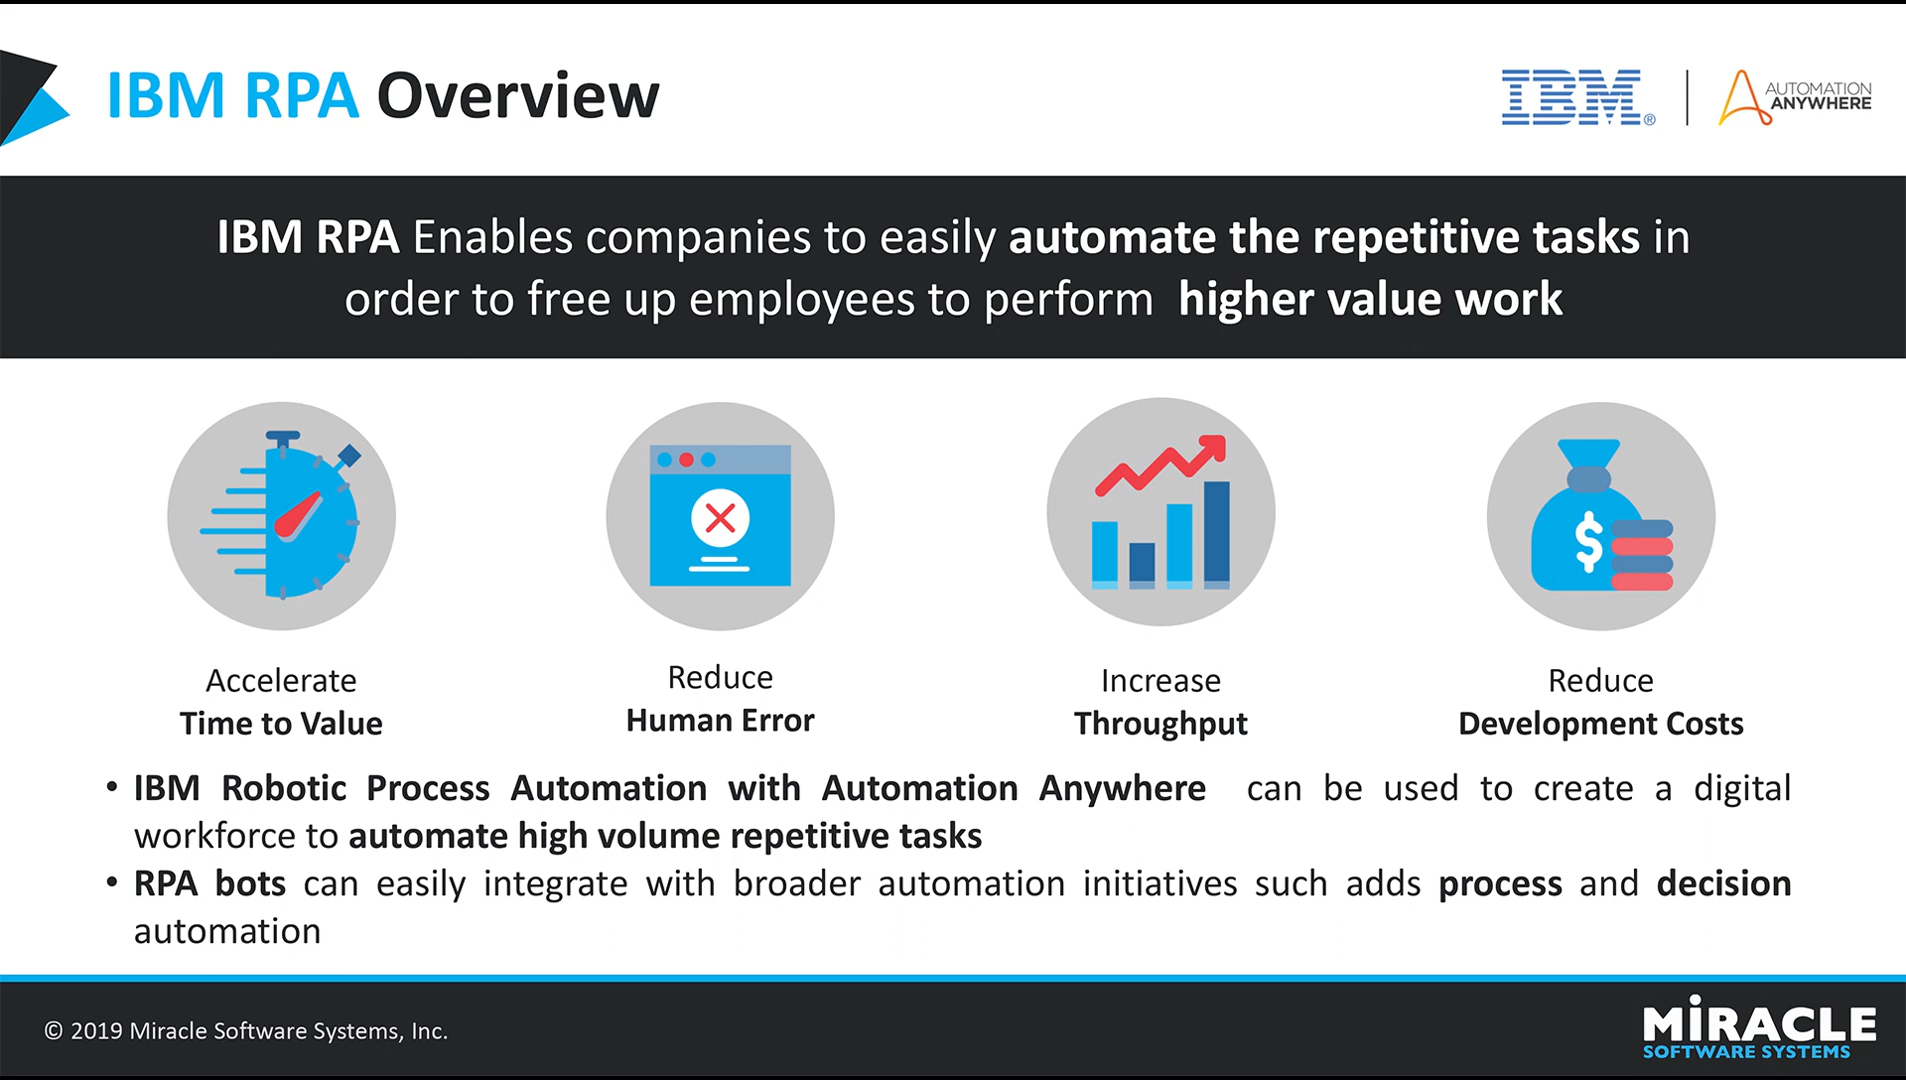 IBM RPA Overview
IBM®
AUTOMATION
ANYWHERE
IBM RPA Enables companies to easily automate the repetitive tasks in
order to free up employees to perform higher value work
$
Accelerate
Time to Value
Reduce
Human Error
Increase
Throughput
Reduce
Development Costs
• IBM Robotic Process Automation with Automation Anywhere can be used to create a digital
workforce to automate high volume repetitive tasks
• RPA bots can easily integrate with broader automation initiatives such adds process and decision
automation
© 2019 Miracle Software Systems, Inc.
MiRACLE
SOFTWARE SYSTEMS